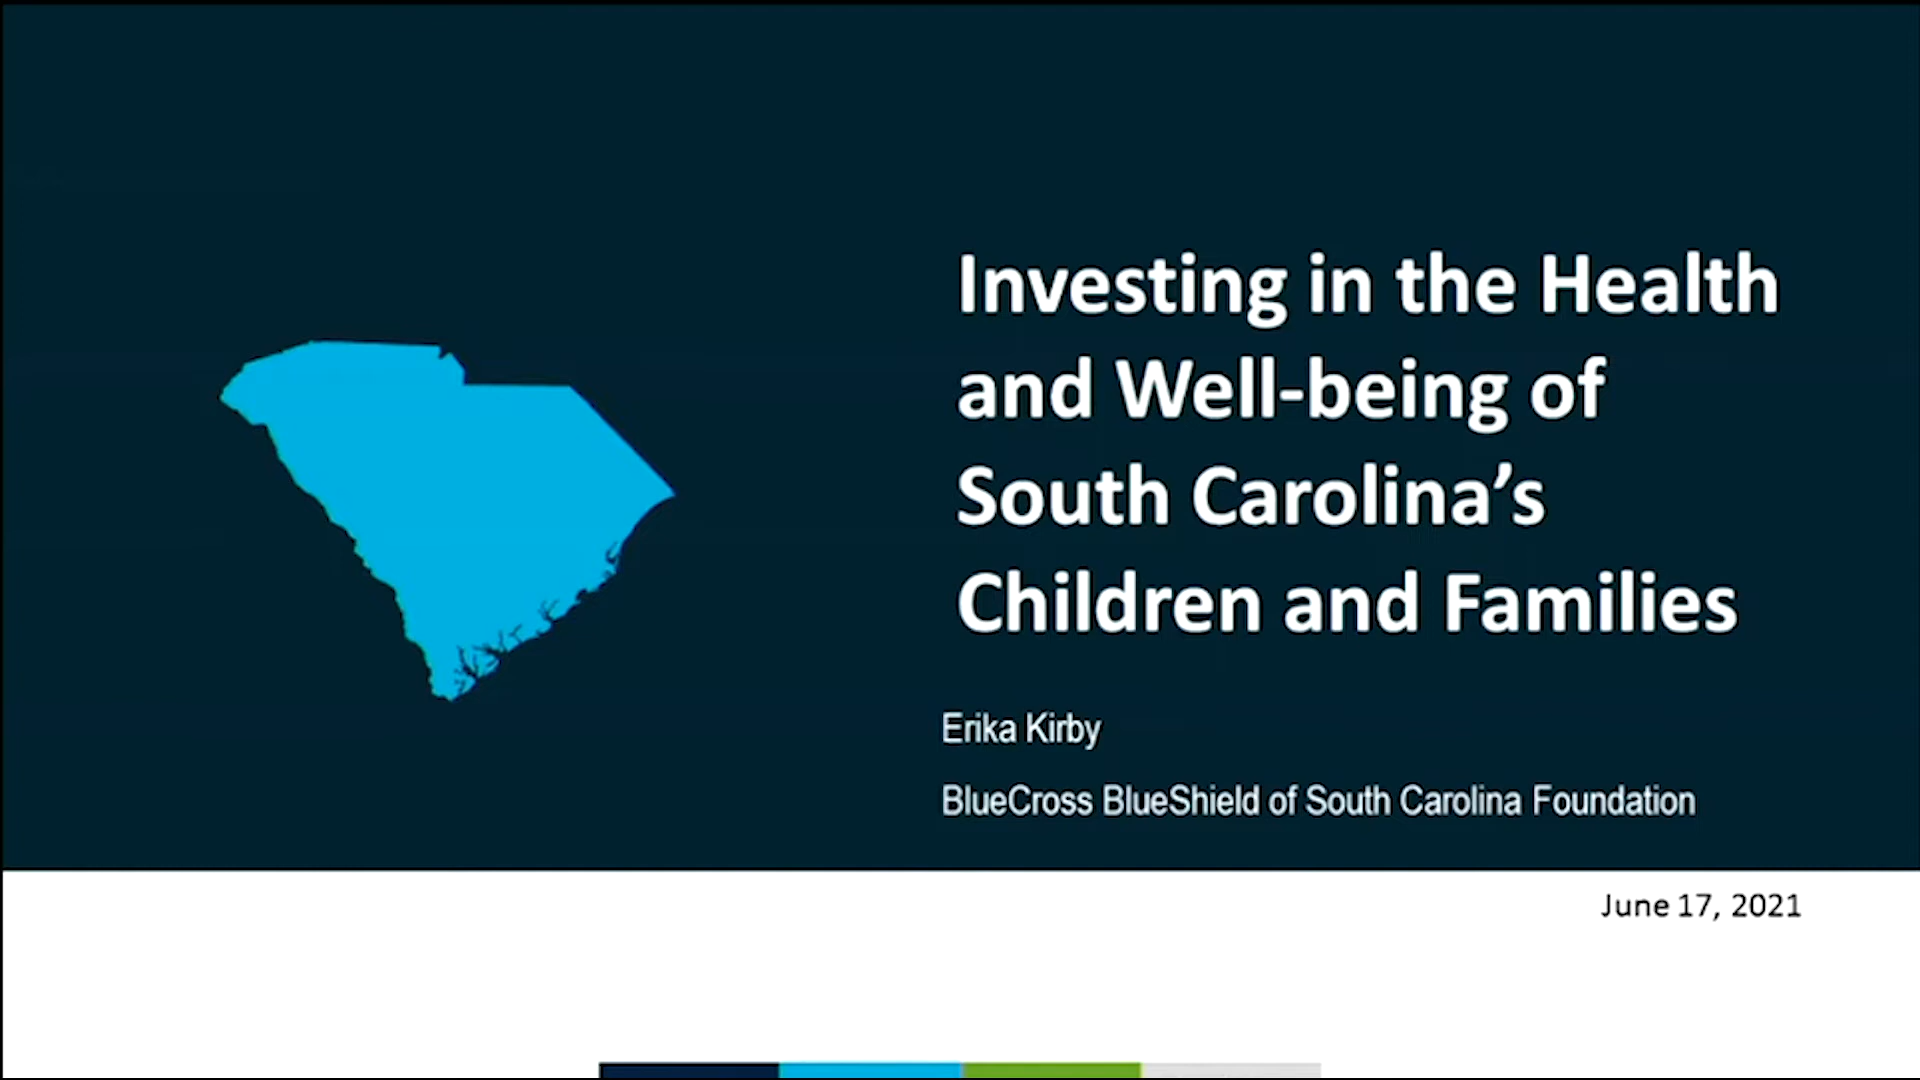 Investing in the Health
and Well-being of
South Carolina’s
Children and Families
Erika Kirby
BlueCross BlueShield of South Carolina Foundation
June 17, 2021